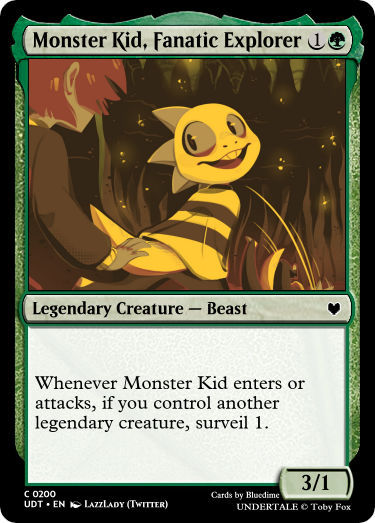 Monster Kid, Fanatic Explorer 1
Legendary Creature — Beast
Whenever Monster Kid enters or
attacks, if you control another
legendary creature, surveil 1.
3/1
C 0200
UDT • EN LazzLady (Twitter)
Cards by Bluedime
UNDERTALE © Toby Fox